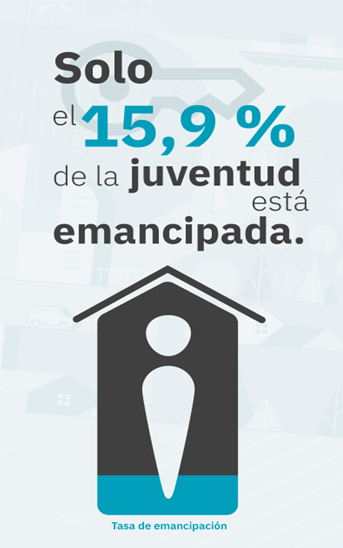 Solo
el 15,9 %
de la juventud
está
emancipada.
Tasa de emancipación